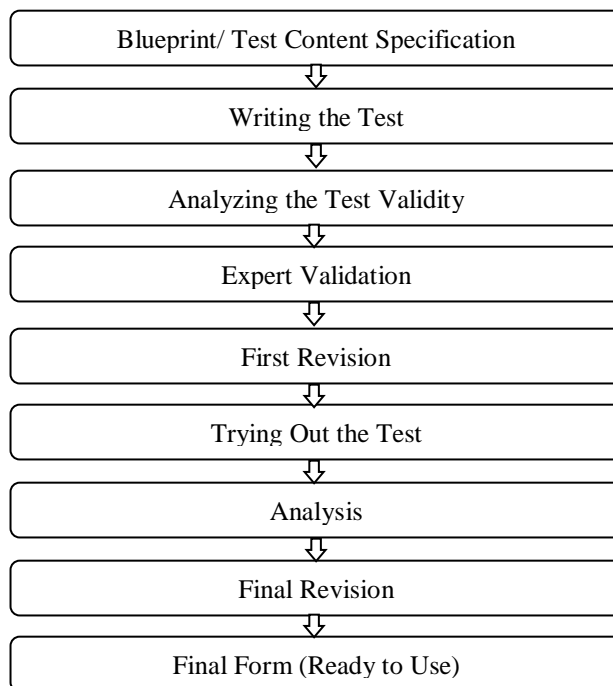 Blueprint/ Test Content Specification
Writing the Test
Analyzing the Test Validity
Expert Validation
First Revision
Trying Out the Test
Analysis
Final Revision
Final Form (Ready to Use)